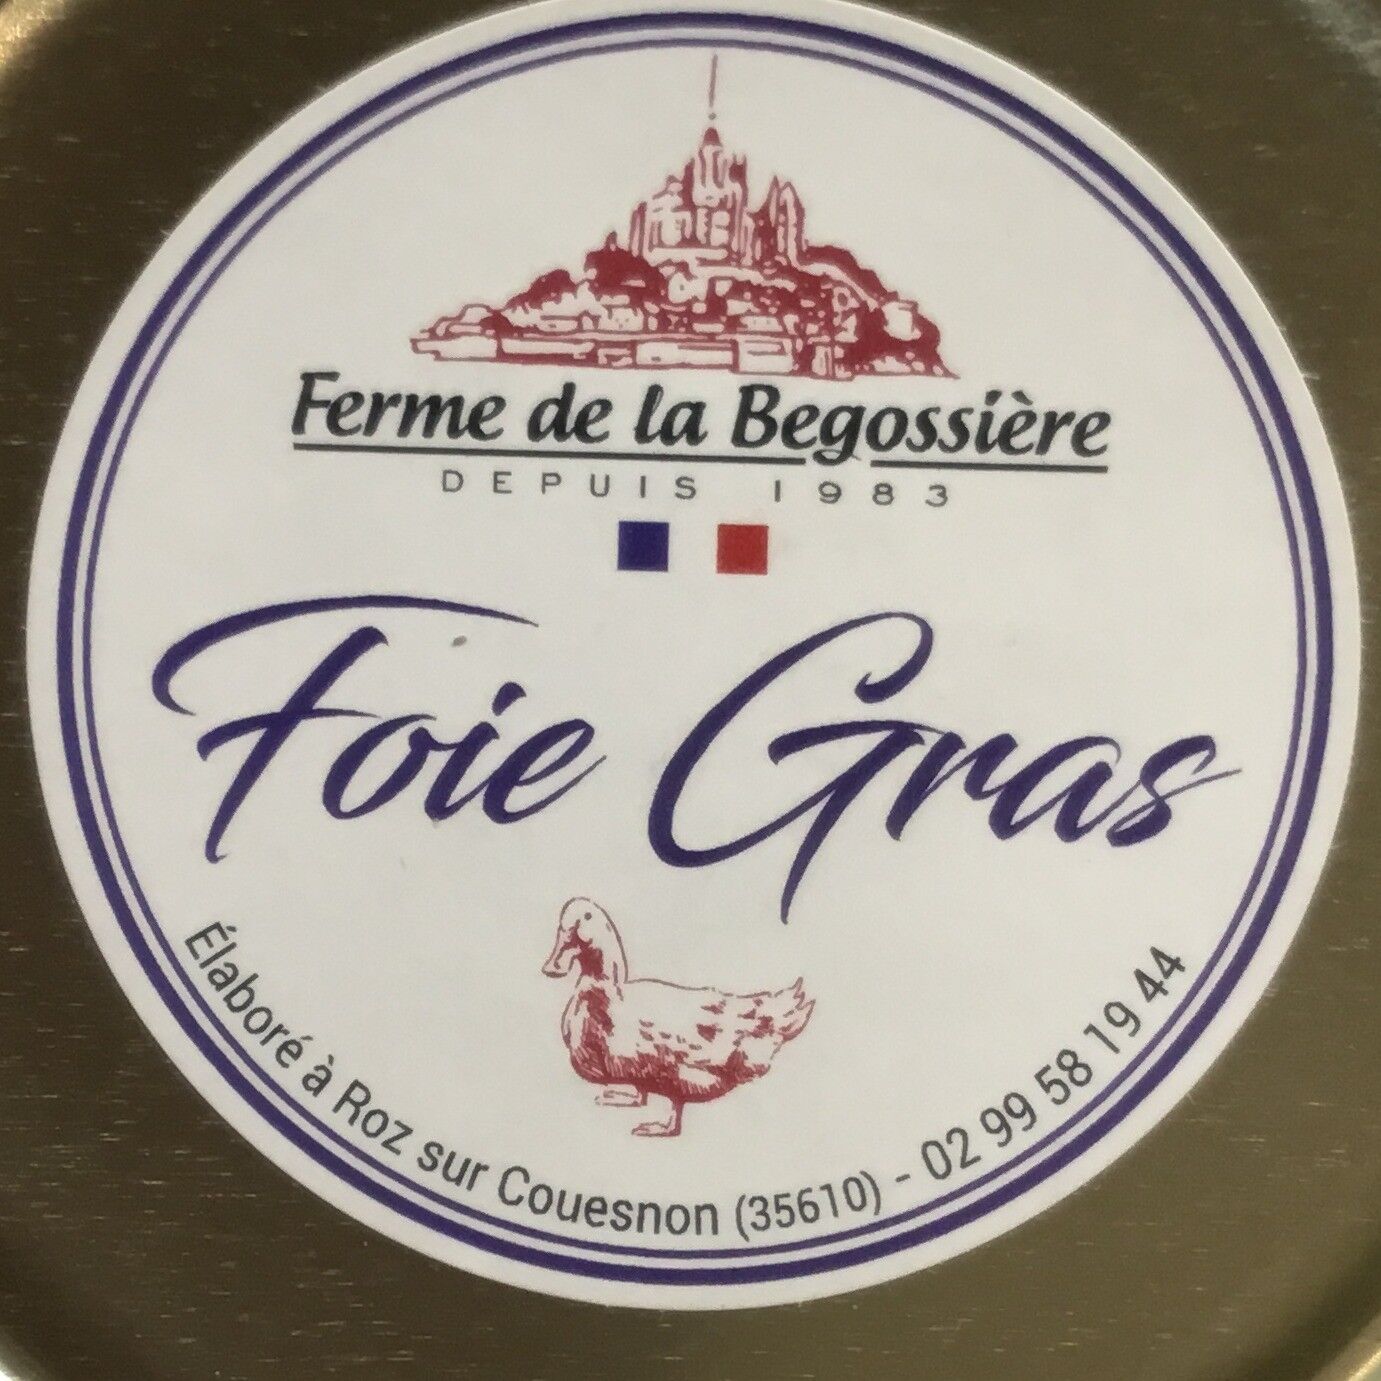 Ferme de la Begossière
DEPUIS 1983
Foie Gras
Élaboré à Roz sur Couesnon (35610) - 02 99 58 19 44